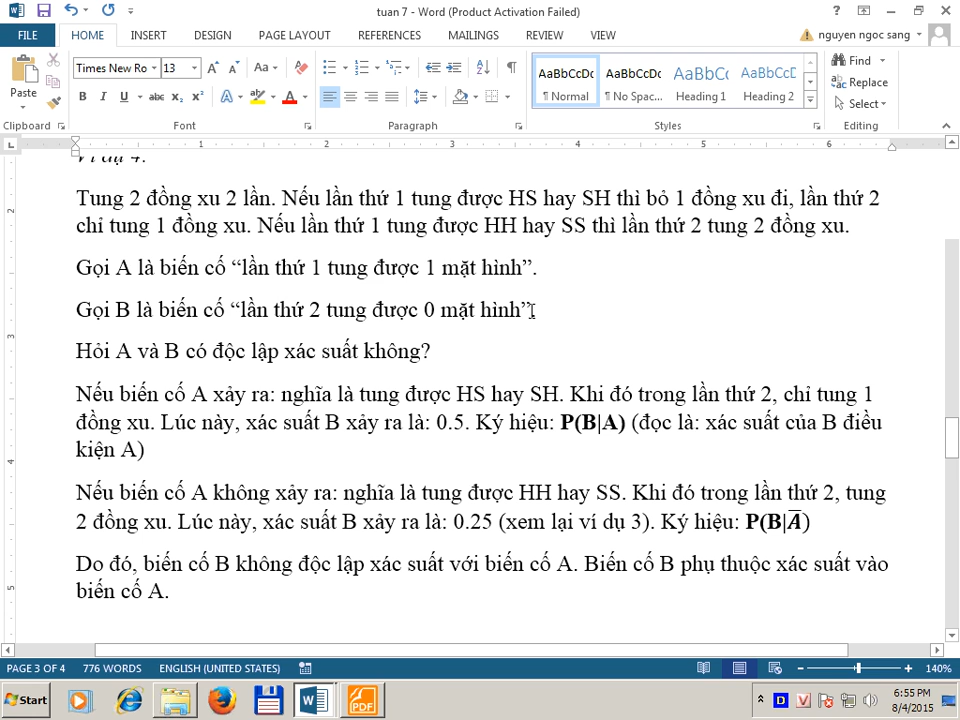 tuan 7 - Word (Product Activation Failed)
FILE HOME INSERT DESIGN PAGE LAYOUT REFERENCES MAILINGS REVIEW VIEW nguyen ngoc sang
Times New Ro 13
Paste
AaBbCcDc AaBbCcDc AaBbCc AaBbCcDc
¶ Normal ¶ No Spac... Heading 1 Heading 2
Find
Replace
Select
Clipboard Font Paragraph Styles Editing
1 2 3 4 5 6
Ví dụ 4:
Tung 2 đồng xu 2 lần. Nếu lần thứ 1 tung được HS hay SH thì bỏ 1 đồng xu đi, lần thứ 2
chỉ tung 1 đồng xu. Nếu lần thứ 1 tung được HH hay SS thì lần thứ 2 tung 2 đồng xu.
Gọi A là biến cố “lần thứ 1 tung được 1 mặt hình”.
Gọi B là biến cố “lần thứ 2 tung được 0 mặt hình”
Hỏi A và B có độc lập xác suất không?
Nếu biến cố A xảy ra: nghĩa là tung được HS hay SH. Khi đó trong lần thứ 2, chỉ tung 1
đồng xu. Lúc này, xác suất B xảy ra là: 0.5. Ký hiệu: P(B|A) (đọc là: xác suất của B điều
kiện A)
Nếu biến cố A không xảy ra: nghĩa là tung được HH hay SS. Khi đó trong lần thứ 2, tung
2 đồng xu. Lúc này, xác suất B xảy ra là: 0.25 (xem lại ví dụ 3). Ký hiệu: P(B|A̅)
Do đó, biến cố B không độc lập xác suất với biến cố A. Biến cố B phụ thuộc xác suất vào
biến cố A.
PAGE 3 OF 4 776 WORDS ENGLISH (UNITED STATES) 140%
Start 6:55 PM
8/4/2015